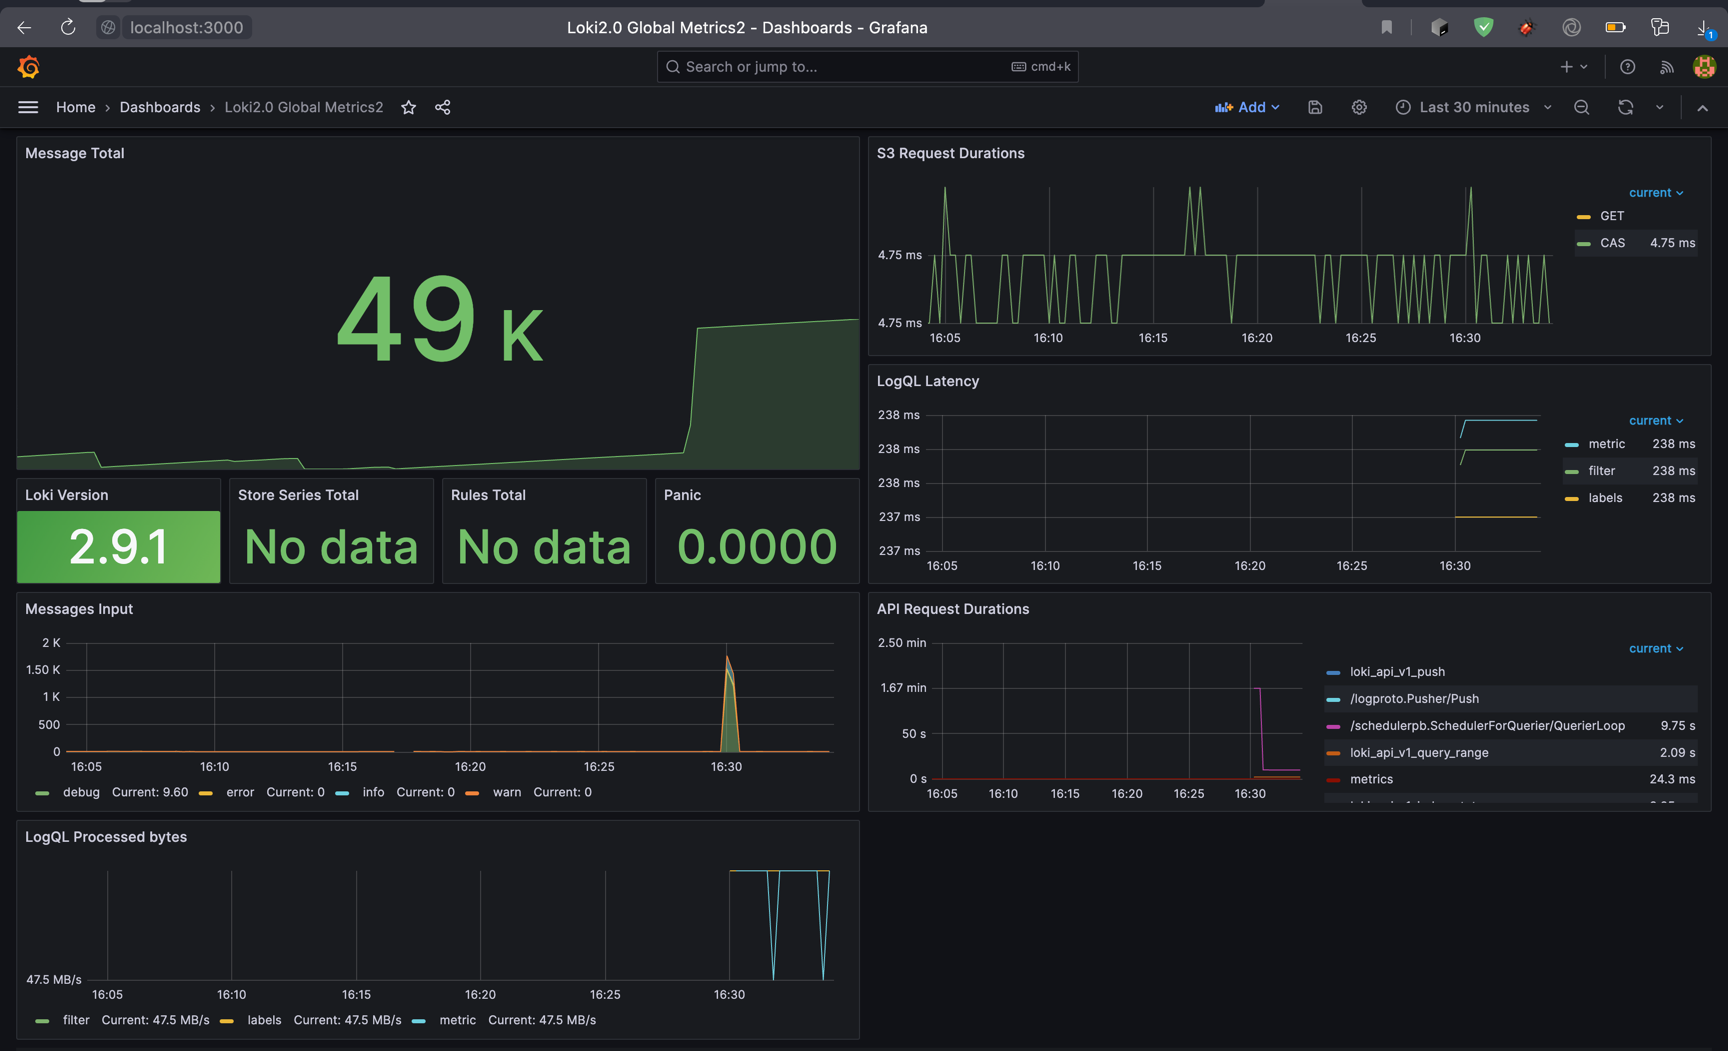 localhost:3000
Loki2.0 Global Metrics2 - Dashboards - Grafana
1
Search or jump to...
cmd+k
Home › Dashboards › Loki2.0 Global Metrics2
Add
Last 30 minutes
Message Total
49 K
S3 Request Durations
current
GET
CAS 4.75 ms
4.75 ms
4.75 ms
16:05 16:10 16:15 16:20 16:25 16:30
LogQL Latency
current
238 ms
238 ms
238 ms
237 ms
237 ms
metric 238 ms
filter 238 ms
labels 238 ms
16:05 16:10 16:15 16:20 16:25 16:30
Loki Version
2.9.1
Store Series Total
No data
Rules Total
No data
Panic
0.0000
Messages Input
2 K
1.50 K
1 K
500
0
16:05 16:10 16:15 16:20 16:25 16:30
debug Current: 9.60 error Current: 0 info Current: 0 warn Current: 0
API Request Durations
2.50 min
1.67 min
50 s
0 s
16:05 16:10 16:15 16:20 16:25 16:30
current
loki_api_v1_push
/logproto.Pusher/Push
/schedulerpb.SchedulerForQuerier/QuerierLoop 9.75 s
loki_api_v1_query_range 2.09 s
metrics 24.3 ms
LogQL Processed bytes
47.5 MB/s
16:05 16:10 16:15 16:20 16:25 16:30
filter Current: 47.5 MB/s labels Current: 47.5 MB/s metric Current: 47.5 MB/s